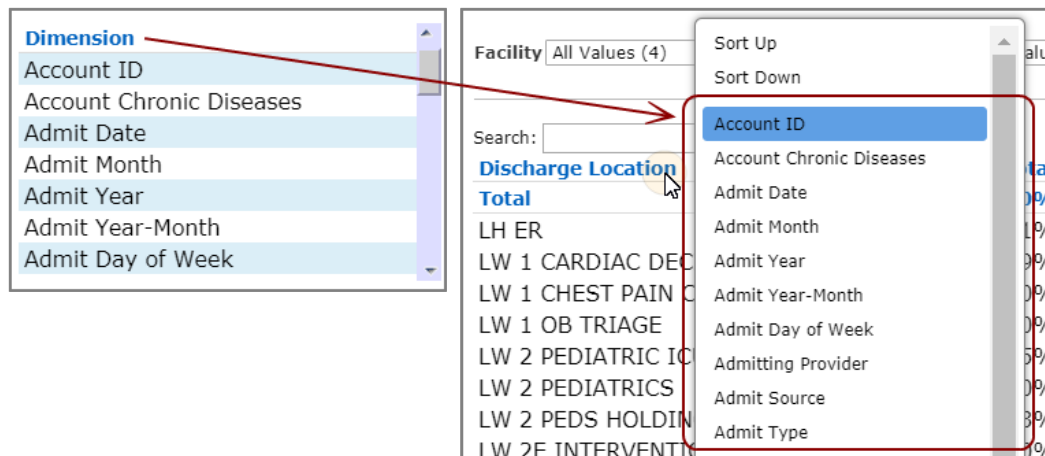 Dimension
Account ID
Account Chronic Diseases
Admit Date
Admit Month
Admit Year
Admit Year-Month
Admit Day of Week
Facility All Values (4)
Search:
Discharge Location
Total
LH ER
LW 1 CARDIAC DEC
LW 1 CHEST PAIN
LW 1 OB TRIAGE
LW 2 PEDIATRIC
LW 2 PEDIATRICS
LW 2 PEDS HOLDIN
LW 2E INTERVENTI
Sort Up
Sort Down
Account ID
Account Chronic Diseases
Admit Date
Admit Month
Admit Year
Admit Year-Month
Admit Day of Week
Admitting Provider
Admit Source
Admit Type